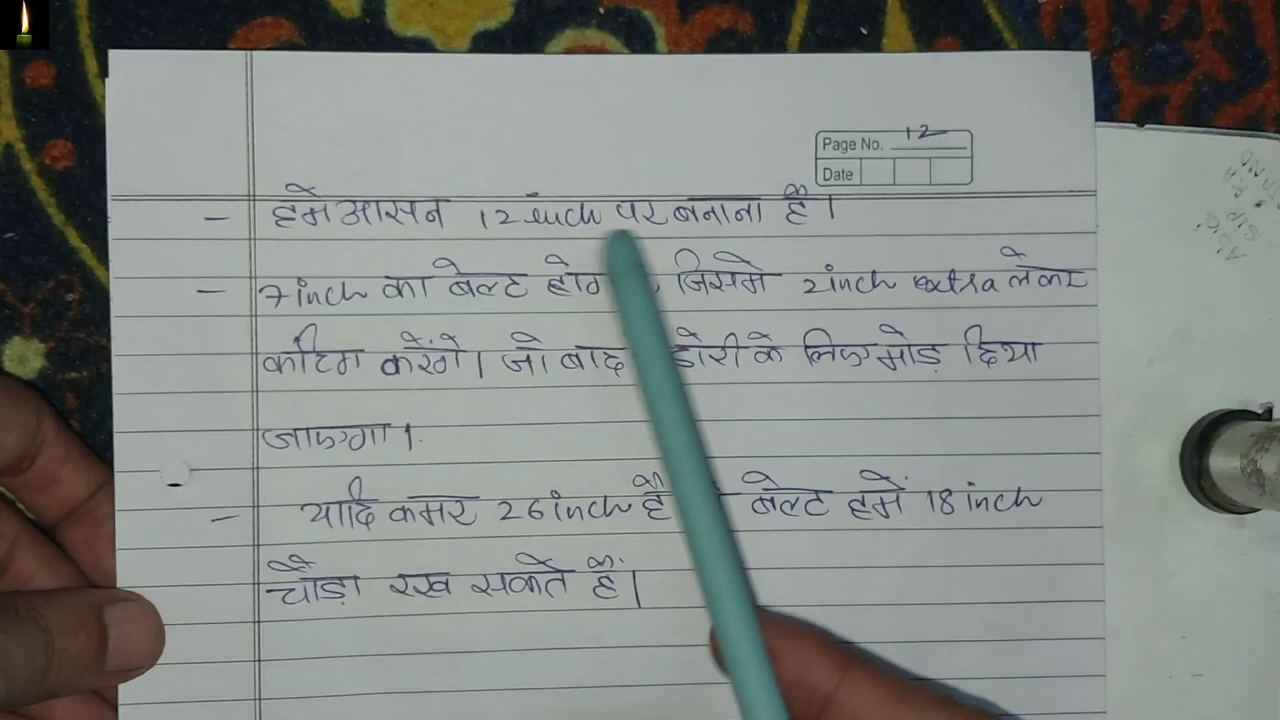 Page No. 12
Date
- हमे आसन 12 inch पर बनाना है।
- 7 inch का बेल्ट , जिसमे 2 inch extra लेकर
कटिंग करेंगे। जो बाद डोरी के लिए मोड़ दिया
जाएगा।
- यदि कमर 26 inch है बेल्ट हमें 18 inch
चौड़ा रख सकते हैं।